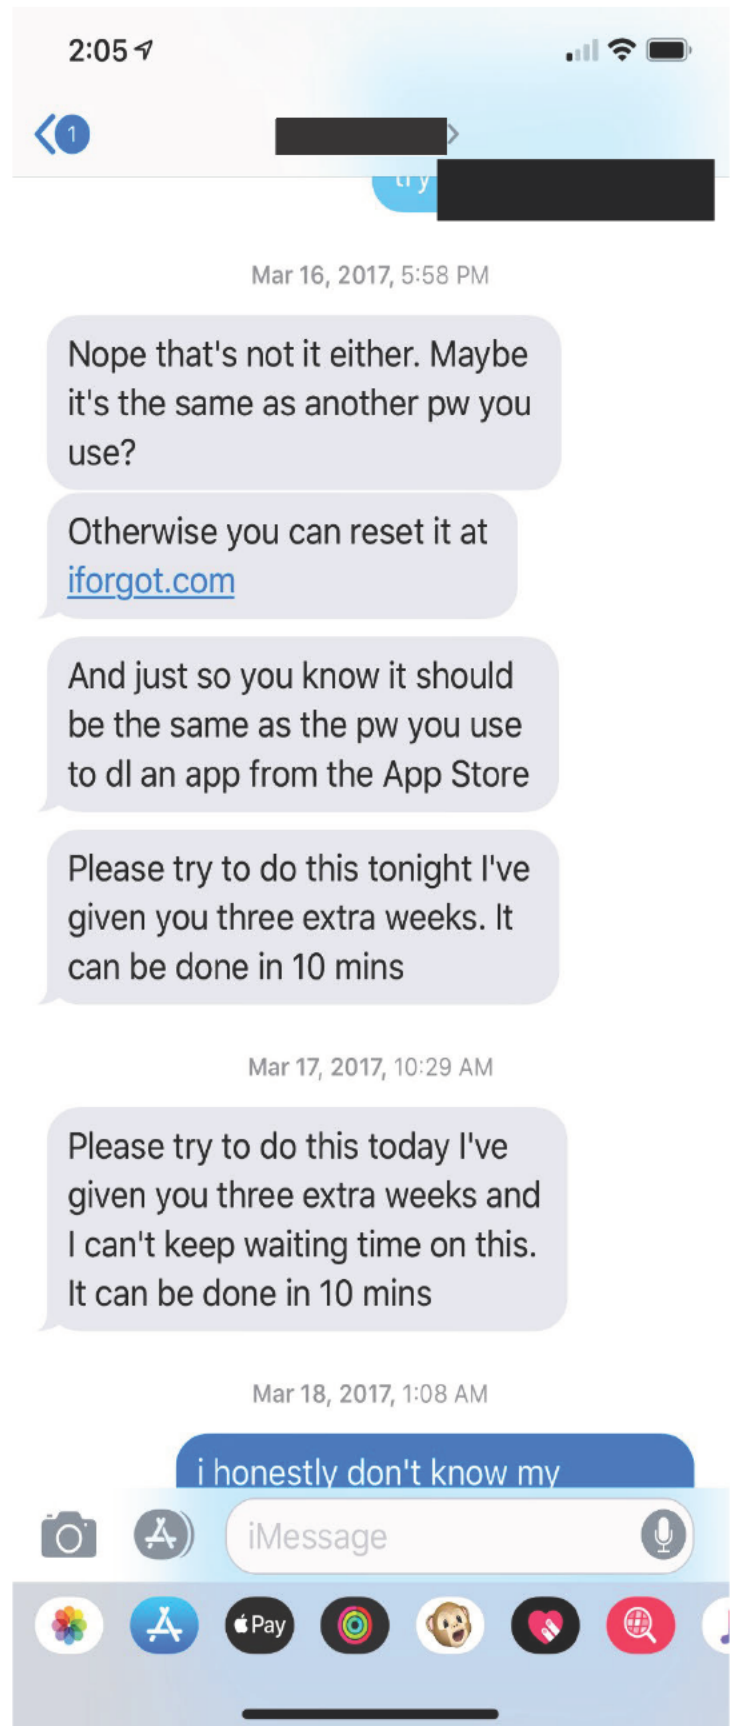 2:05
1
try
Mar 16, 2017, 5:58 PM
Nope that's not it either. Maybe
it's the same as another pw you
use?
Otherwise you can reset it at
iforgot.com
And just so you know it should
be the same as the pw you use
to dl an app from the App Store
Please try to do this tonight I've
given you three extra weeks. It
can be done in 10 mins
Mar 17, 2017, 10:29 AM
Please try to do this today I've
given you three extra weeks and
I can't keep waiting time on this.
It can be done in 10 mins
Mar 18, 2017, 1:08 AM
i honestly don't know my
iMessage
Pay